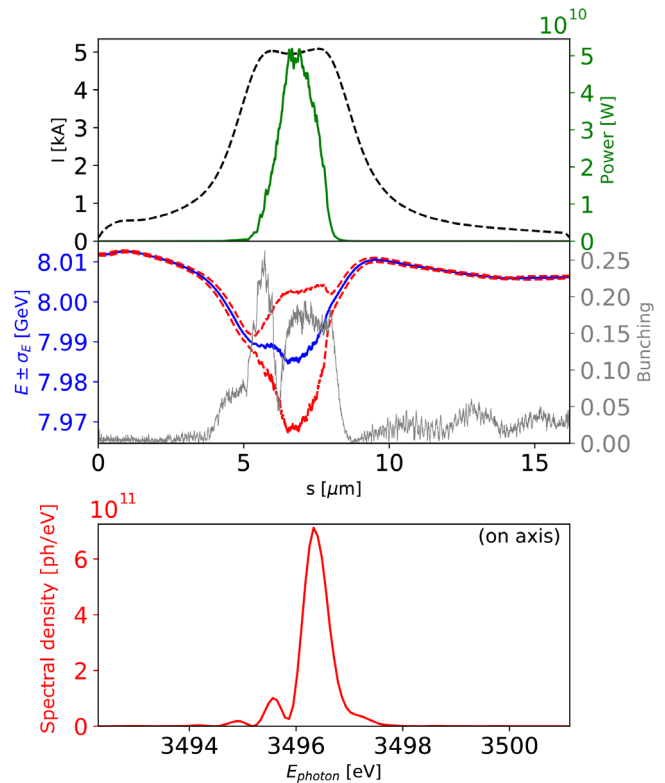 10^10
5
4
3
2
1
0
I [kA]
5
4
3
2
1
0
Power [W]
8.01
8.00
7.99
7.98
7.97
E ± σ_E [GeV]
0.25
0.20
0.15
0.10
0.05
0.00
Bunching
0 5 10 15
s [μm]
10^11
(on axis)
6
4
2
0
Spectral density [ph/eV]
3494 3496 3498 3500
E_photon [eV]